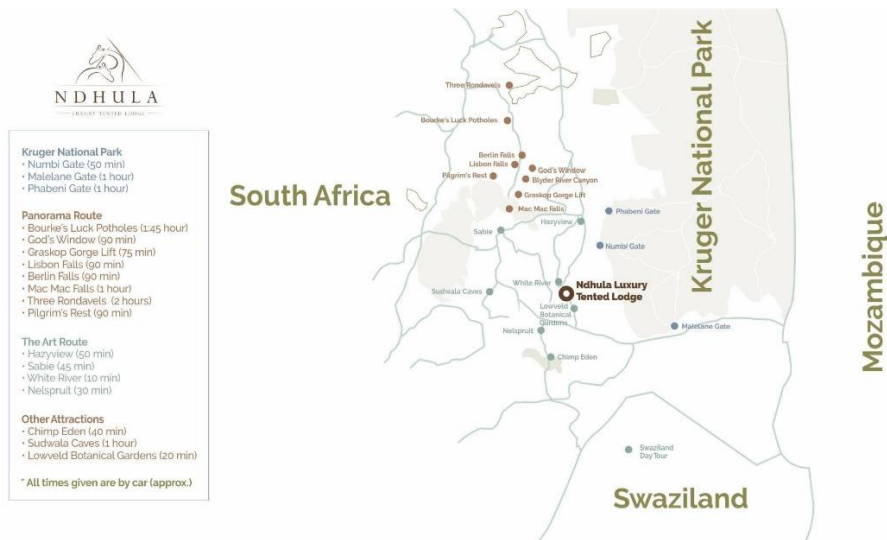 NDHULA
LUXURY TENTED LODGE
Kruger National Park
• Numbi Gate (50 min)
• Malelane Gate (1 hour)
• Phabeni Gate (1 hour)
Panorama Route
• Bourke's Luck Potholes (1:45 hour)
• God's Window (90 min)
• Graskop Gorge Lift (75 min)
• Lisbon Falls (90 min)
• Berlin Falls (90 min)
• Mac Mac Falls (1 hour)
• Three Rondavels (2 hours)
• Pilgrim's Rest (90 min)
The Art Route
• Hazyview (50 min)
• Sabie (45 min)
• White River (10 min)
• Nelspruit (30 min)
Other Attractions
• Chimp Eden (40 min)
• Sudwala Caves (1 hour)
• Lowveld Botanical Gardens (20 min)
* All times given are by car (approx.)
South Africa
Three Rondavels
Bourke's Luck Potholes
Berlin Falls
Lisbon Falls
God's Window
Pilgrim's Rest
Blyder River Canyon
Graskop Gorge Lift
Mac Mac Falls
Phabeni Gate
Hazyview
Sabie
Numbi Gate
White River
Ndhula Luxury
Tented Lodge
Sudwala Caves
Lowveld
Botanical
Gardens
Nelspruit
Malelane Gate
Chimp Eden
Swaziland
Day Tour
Swaziland
Kruger National Park
Mozambique